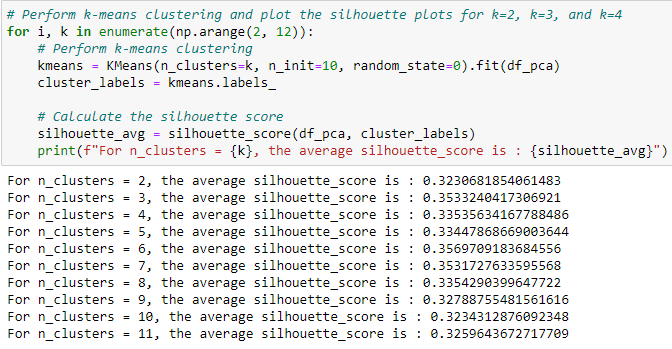 # Perform k-means clustering and plot the silhouette plots for k=2, k=3, and k=4
for i, k in enumerate(np.arange(2, 12)):
    # Perform k-means clustering
    kmeans = KMeans(n_clusters=k, n_init=10, random_state=0).fit(df_pca)
    cluster_labels = kmeans.labels_
    # Calculate the silhouette score
    silhouette_avg = silhouette_score(df_pca, cluster_labels)
    print(f"For n_clusters = {k}, the average silhouette_score is : {silhouette_avg}")
For n_clusters = 2, the average silhouette_score is : 0.3230681854061483
For n_clusters = 3, the average silhouette_score is : 0.3533240417306921
For n_clusters = 4, the average silhouette_score is : 0.33535634167788486
For n_clusters = 5, the average silhouette_score is : 0.33447868669003644
For n_clusters = 6, the average silhouette_score is : 0.3569709183684556
For n_clusters = 7, the average silhouette_score is : 0.3531727633595568
For n_clusters = 8, the average silhouette_score is : 0.3354290399647722
For n_clusters = 9, the average silhouette_score is : 0.32788755481561616
For n_clusters = 10, the average silhouette_score is : 0.3234312876092348
For n_clusters = 11, the average silhouette_score is : 0.3259643672717709